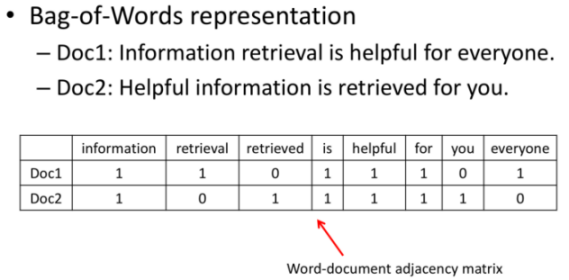 • Bag-of-Words representation
– Doc1: Information retrieval is helpful for everyone.
– Doc2: Helpful information is retrieved for you.
information retrieval retrieved is helpful for you everyone
Doc1 1 1 0 1 1 1 0 1
Doc2 1 0 1 1 1 1 1 0
Word-document adjacency matrix